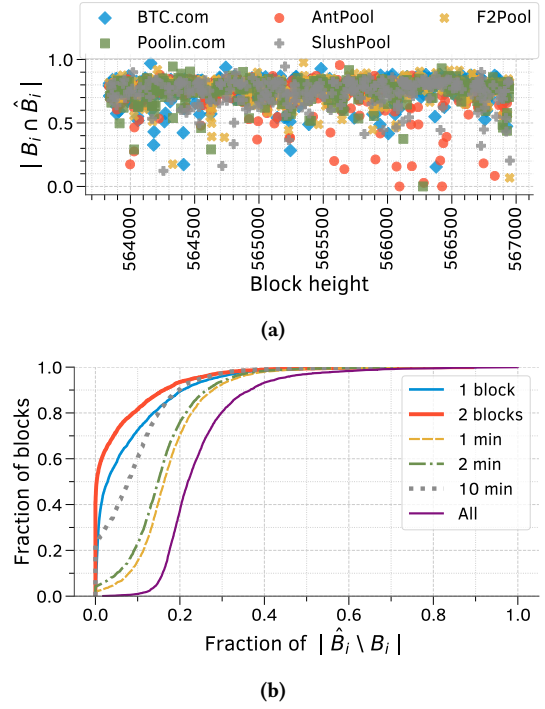 BTC.com AntPool F2Pool
Poolin.com SlushPool
| B_i ∩ B̂_i |
1.0
0.5
0.0
564000 564500 565000 565500 566000 566500 567000
Block height
(a)
Fraction of blocks
1.0
0.8
0.6
0.4
0.2
0.0
1 block
2 blocks
1 min
2 min
10 min
All
0.0 0.2 0.4 0.6 0.8 1.0
Fraction of | B̂_i \ B_i |
(b)